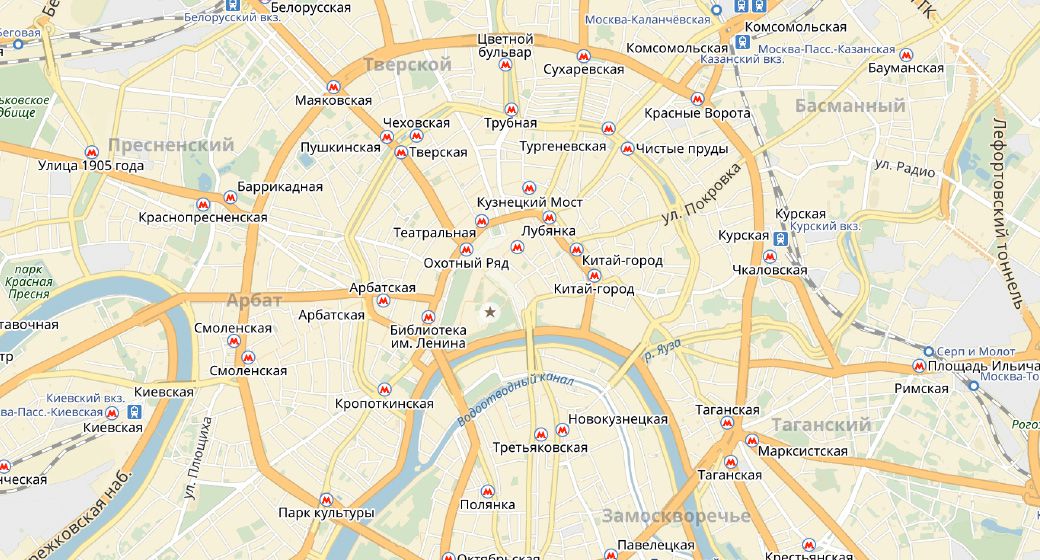 Белорусская
Белорусский вкз.
Москва-Каланчёвская
Комсомольская
Беговая
Цветной
бульвар
Комсомольская
Москва-Пасс.-Казанская
Казанский вкз.
Тверской
Сухаревская
Бауманская
Маяковская
Басманный
Красные Ворота
Чеховская
Трубная
Пресненский
Пушкинская
Тверская
Тургеневская
Чистые пруды
Улица 1905 года
ул. Радио
Лефортовский тоннель
Баррикадная
ул. Покровка
Кузнецкий Мост
Краснопресненская
Театральная
Лубянка
Курская
Курский вкз.
Курская
Охотный Ряд
Китай-город
Чкаловская
парк
Красная
Пресня
Арбатская
Китай-город
Арбат
Арбатская
Смоленская
Библиотека
им. Ленина
р. Яуза
Серп и Молот
Смоленская
Площадь Ильича
Водоотводный канал
Римская
Киевский вкз.
Киевская
Кропоткинская
Таганская
Киевская
Новокузнецкая
Таганский
ул. Плющиха
Третьяковская
Марксистская
Таганская
Полянка
Парк культуры
Замоскворечье
Октябрьская
Павелецкая
Крестьянская